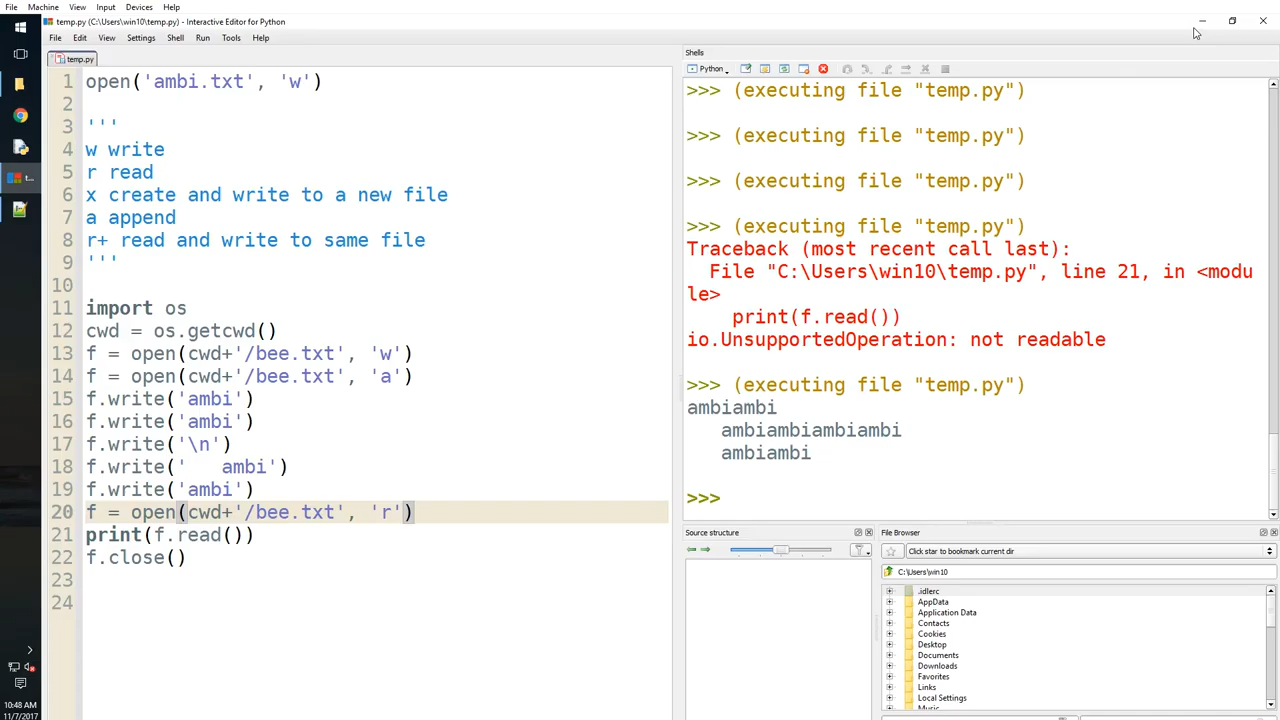 File Machine View Input Devices Help
temp.py (C:\Users\win10\temp.py) - Interactive Editor for Python
File Edit View Settings Shell Run Tools Help
temp.py
1 open('ambi.txt', 'w')
2
3 '''
4 w write
5 r read
6 x create and write to a new file
7 a append
8 r+ read and write to same file
9 '''
10
11 import os
12 cwd = os.getcwd()
13 f = open(cwd+'/bee.txt', 'w')
14 f = open(cwd+'/bee.txt', 'a')
15 f.write('ambi')
16 f.write('ambi')
17 f.write('\n')
18 f.write('   ambi')
19 f.write('ambi')
20 f = open(cwd+'/bee.txt', 'r')
21 print(f.read())
22 f.close()
23
24
Shells
Python
>>> (executing file "temp.py")
>>> (executing file "temp.py")
>>> (executing file "temp.py")
>>> (executing file "temp.py")
Traceback (most recent call last):
  File "C:\Users\win10\temp.py", line 21, in <modu
le>
    print(f.read())
io.UnsupportedOperation: not readable
>>> (executing file "temp.py")
ambiambi
   ambiambiambiambi
   ambiambi
>>>
Source structure
File Browser
Click star to bookmark current dir
C:\Users\win10
.idlerc
AppData
Application Data
Contacts
Cookies
Desktop
Documents
Downloads
Favorites
Links
Local Settings
Music
t...
10:48 AM
11/7/2017